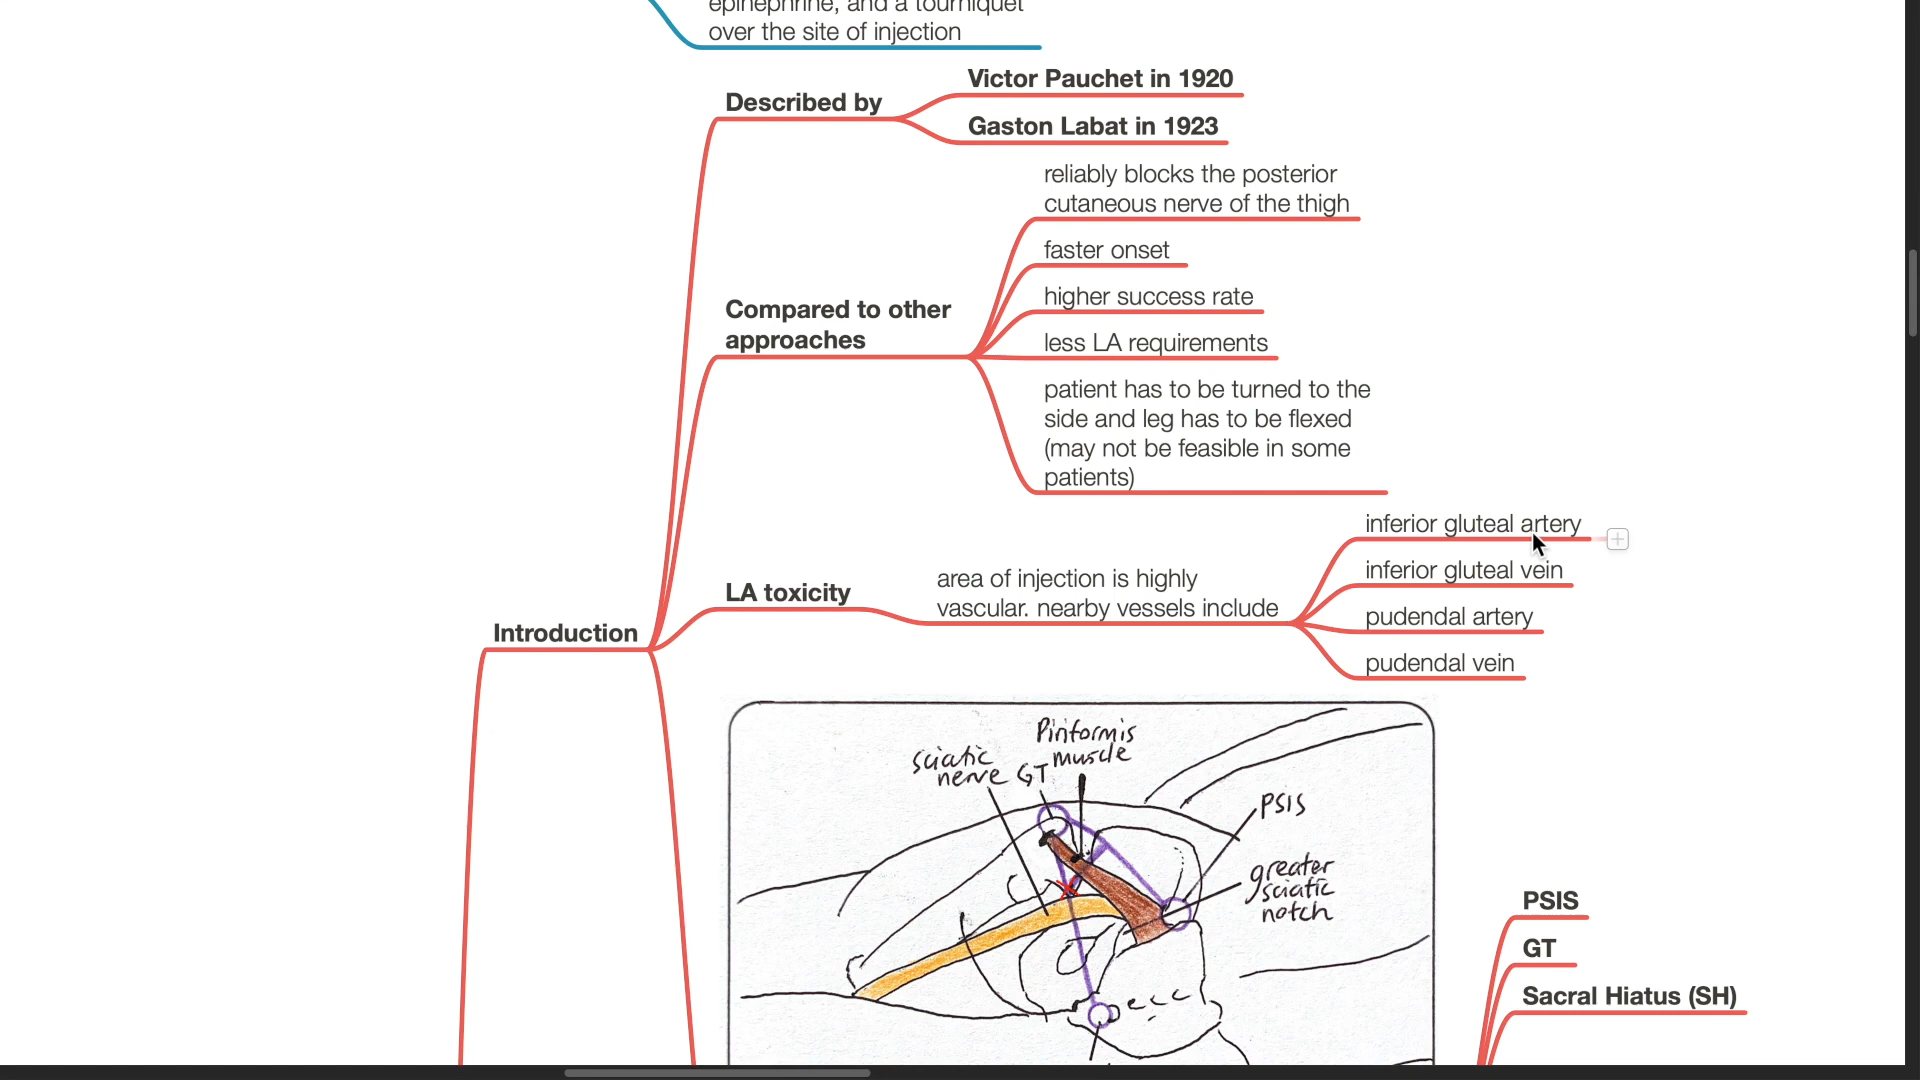 epinephrine, and a tourniquet
over the site of injection
Described by
Victor Pauchet in 1920
Gaston Labat in 1923
Compared to other
approaches
reliably blocks the posterior
cutaneous nerve of the thigh
faster onset
higher success rate
less LA requirements
patient has to be turned to the
side and leg has to be flexed
(may not be feasible in some
patients)
LA toxicity
area of injection is highly
vascular. nearby vessels include
inferior gluteal artery
inferior gluteal vein
pudendal artery
pudendal vein
Introduction
sciatic
nerve
GT
Piriformis
muscle
PSIS
greater
sciatic
notch
PSIS
GT
Sacral Hiatus (SH)